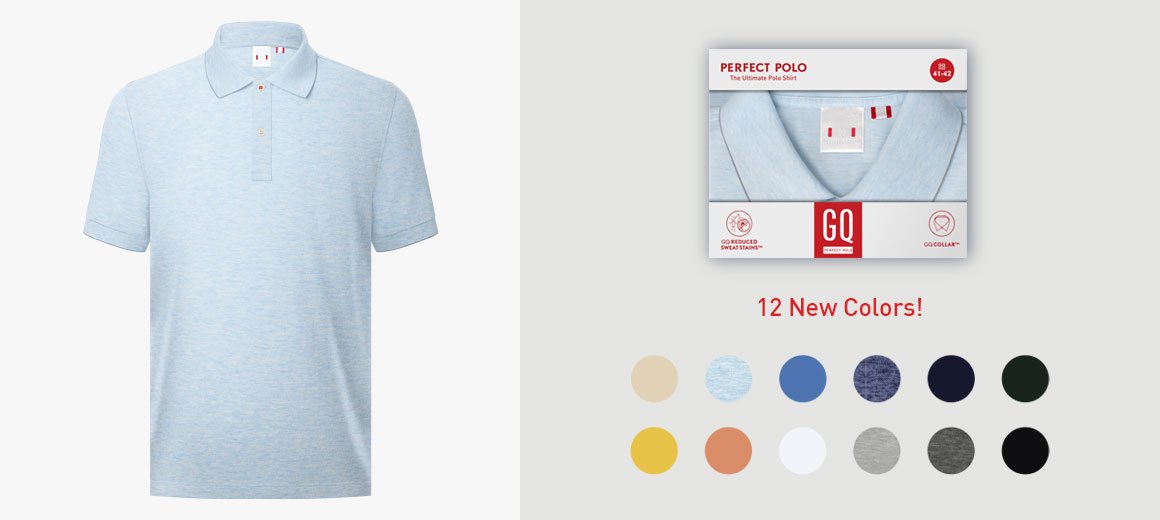 PERFECT POLO
The Ultimate Polo Shirt
41-42
GQ REDUCED
SWEAT STAINS™
GQ
PERFECT POLO
GQ COLLAR™
12 New Colors!